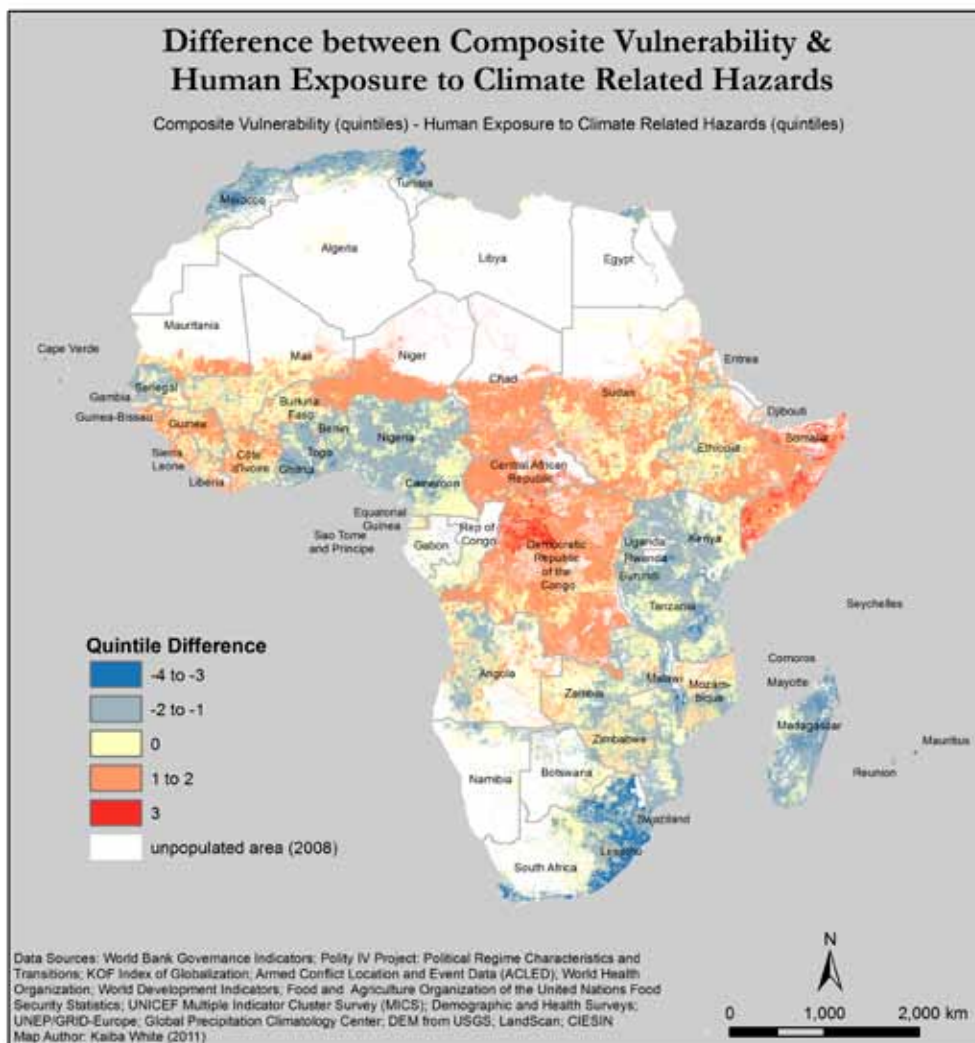 Difference between Composite Vulnerability &
Human Exposure to Climate Related Hazards
Composite Vulnerability (quintiles) - Human Exposure to Climate Related Hazards (quintiles)
Tunisia
Morocco
Algeria
Libya
Egypt
Mauritania
Cape Verde
Mali
Niger
Chad
Sudan
Eritrea
Senegal
Gambia
Guinea-Bissau
Guinea
Burkina
Faso
Benin
Nigeria
Djibouti
Somalia
Ethiopia
Sierra
Leone
Côte
d'Ivoire
Togo
Ghana
Liberia
Central African
Republic
Cameroon
Equatorial
Guinea
Sao Tome
and Principe
Rep of
Congo
Gabon
Democratic
Republic
of the
Congo
Uganda
Rwanda
Burundi
Kenya
Tanzania
Seychelles
Comoros
Mayotte
Angola
Zambia
Malawi
Mozam-
bique
Madagascar
Mauritius
Reunion
Zimbabwe
Namibia
Botswana
Swaziland
Lesotho
South Africa
Quintile Difference
-4 to -3
-2 to -1
0
1 to 2
3
unpopulated area (2008)
Data Sources: World Bank Governance Indicators; Polity IV Project: Political Regime Characteristics and
Transitions; KOF Index of Globalization; Armed Conflict Location and Event Data (ACLED); World Health
Organization; World Development Indicators; Food and Agriculture Organization of the United Nations Food
Security Statistics; UNICEF Multiple Indicator Cluster Survey (MICS); Demographic and Health Surveys;
UNEP/GRID-Europe; Global Precipitation Climatology Center; DEM from USGS; LandScan; CIESIN
Map Author: Kaiba White (2011)
N
0 1,000 2,000 km